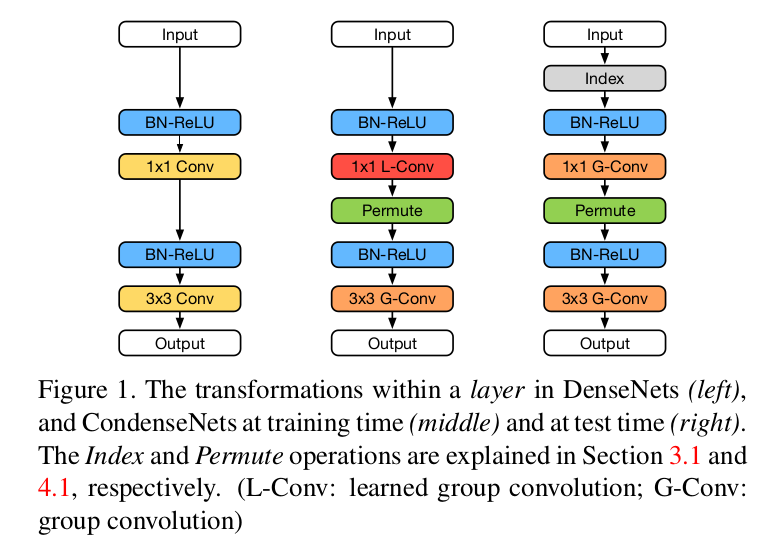 Input
BN-ReLU
1x1 Conv
BN-ReLU
3x3 Conv
Output
Input
BN-ReLU
1x1 L-Conv
Permute
BN-ReLU
3x3 G-Conv
Output
Input
Index
BN-ReLU
1x1 G-Conv
Permute
BN-ReLU
3x3 G-Conv
Output
Figure 1. The transformations within a layer in DenseNets (left),
and CondenseNets at training time (middle) and at test time (right).
The Index and Permute operations are explained in Section 3.1 and
4.1, respectively. (L-Conv: learned group convolution; G-Conv:
group convolution)